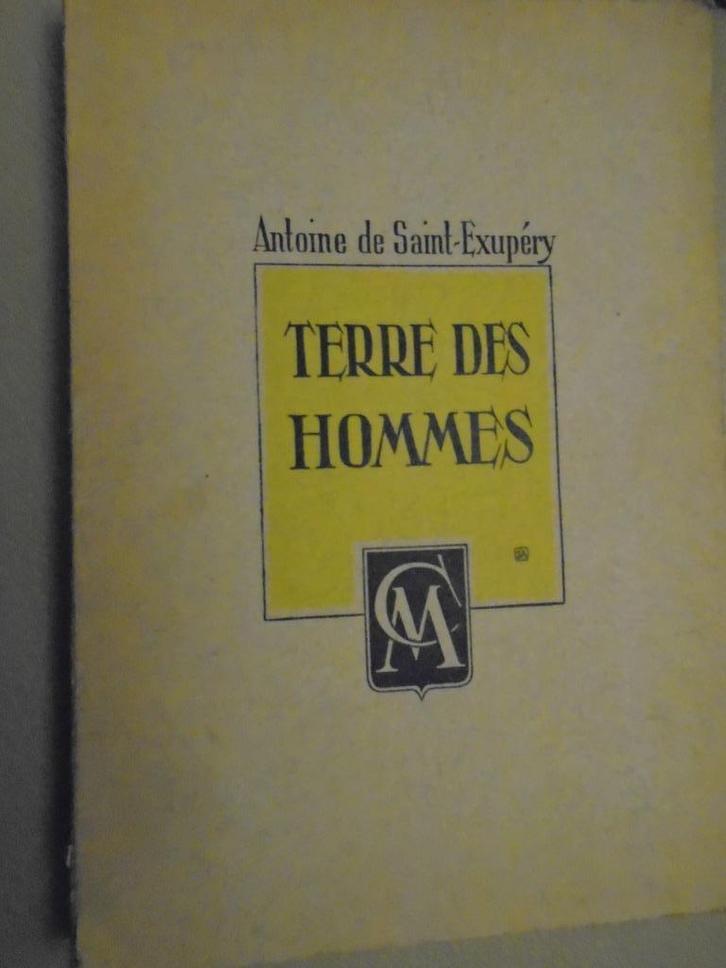 Antoine de Saint-Exupéry
TERRE DES
HOMMES
CM